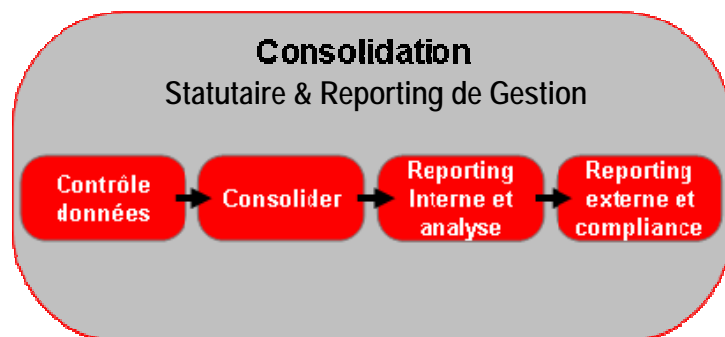 Consolidation
Statutaire & Reporting de Gestion
Contrôle
données
Consolider
Reporting
Interne et
analyse
Reporting
externe et
compliance